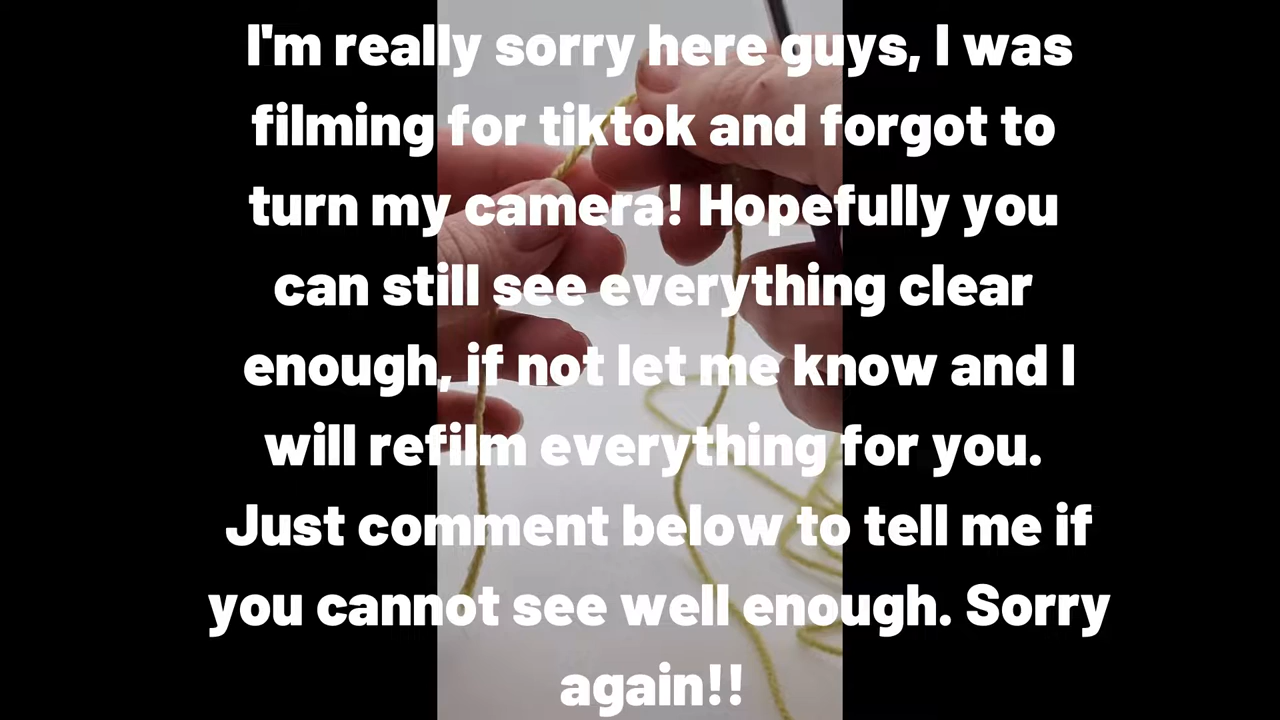 I'm really sorry here guys, I was
filming for tiktok and forgot to
turn my camera! Hopefully you
can still see everything clear
enough, if not let me know and I
will refilm everything for you.
Just comment below to tell me if
you cannot see well enough. Sorry
again!!